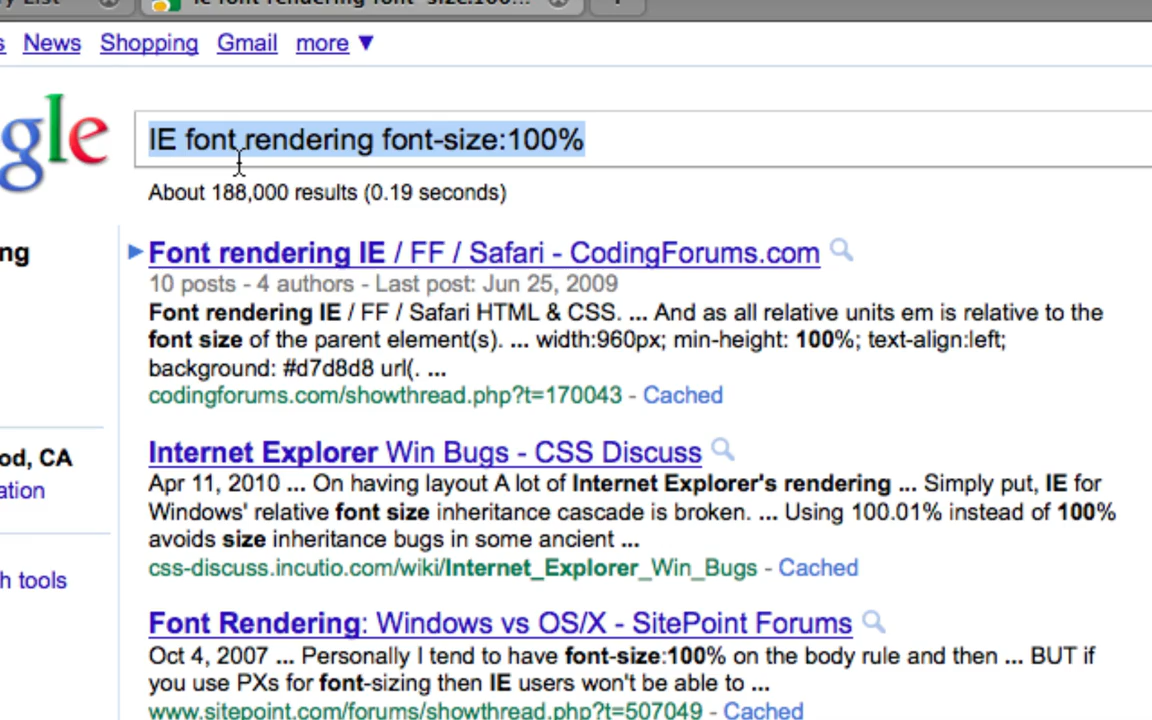 s News Shopping Gmail more ▼
gle
IE font rendering font-size:100%
About 188,000 results (0.19 seconds)
ng
Font rendering IE / FF / Safari - CodingForums.com
10 posts - 4 authors - Last post: Jun 25, 2009
Font rendering IE / FF / Safari HTML & CSS. ... And as all relative units em is relative to the
font size of the parent element(s). ... width:960px; min-height: 100%; text-align:left;
background: #d7d8d8 url(. ...
codingforums.com/showthread.php?t=170043 - Cached
od, CA
ation
Internet Explorer Win Bugs - CSS Discuss
Apr 11, 2010 ... On having layout A lot of Internet Explorer's rendering ... Simply put, IE for
Windows' relative font size inheritance cascade is broken. ... Using 100.01% instead of 100%
avoids size inheritance bugs in some ancient ...
css-discuss.incutio.com/wiki/Internet_Explorer_Win_Bugs - Cached
h tools
Font Rendering: Windows vs OS/X - SitePoint Forums
Oct 4, 2007 ... Personally I tend to have font-size:100% on the body rule and then ... BUT if
you use PXs for font-sizing then IE users won't be able to ...
www.sitepoint.com/forums/showthread.php?t=507049 - Cached